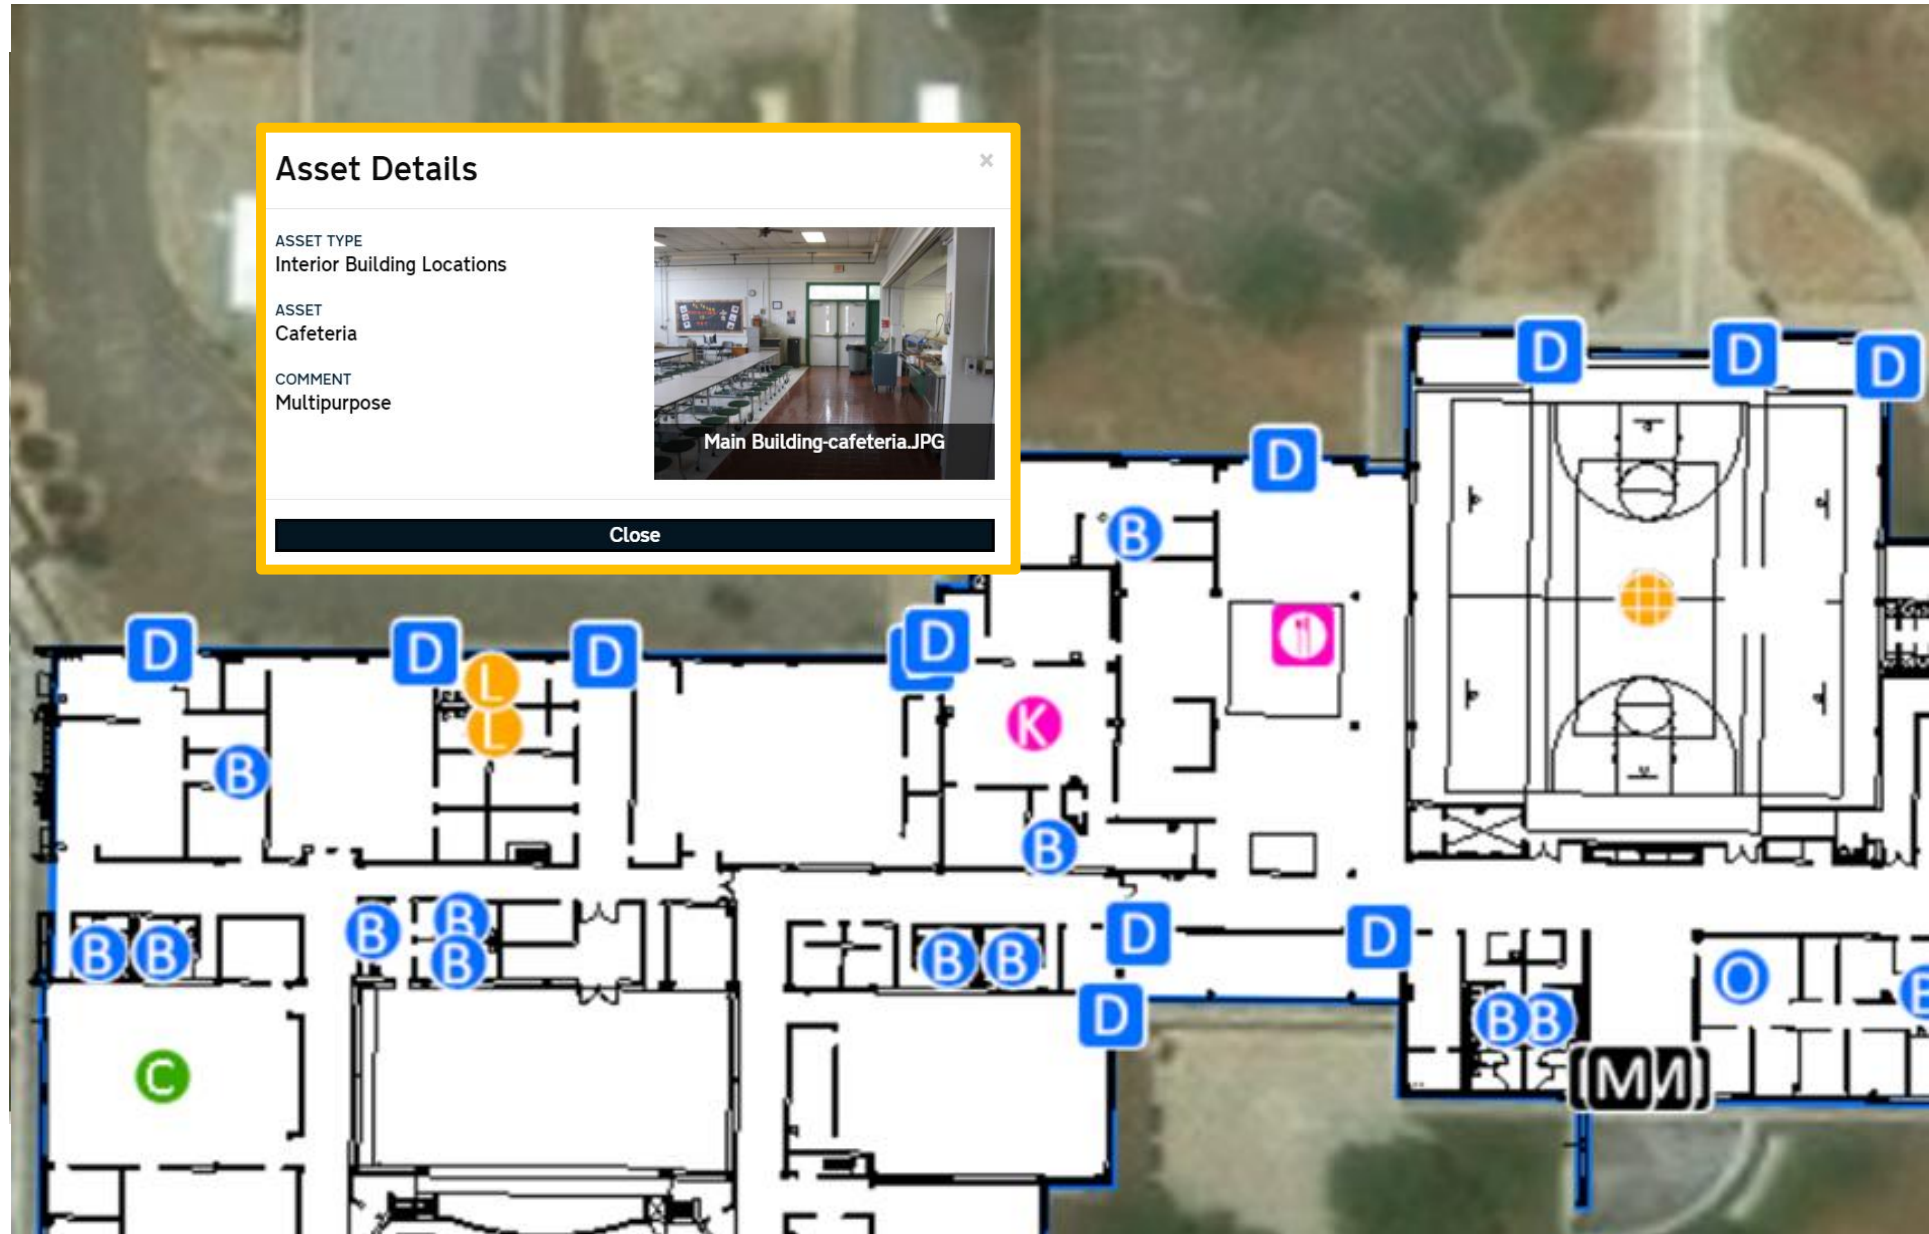 Asset Details
×
ASSET TYPE
Interior Building Locations
ASSET
Cafeteria
COMMENT
Multipurpose
Main Building-cafeteria.JPG
Close
D
D
D
D
B
D
D
D
D
L
L
K
B
B
B
B
B
B
B
B
B
D
D
D
O
B
B
C
M